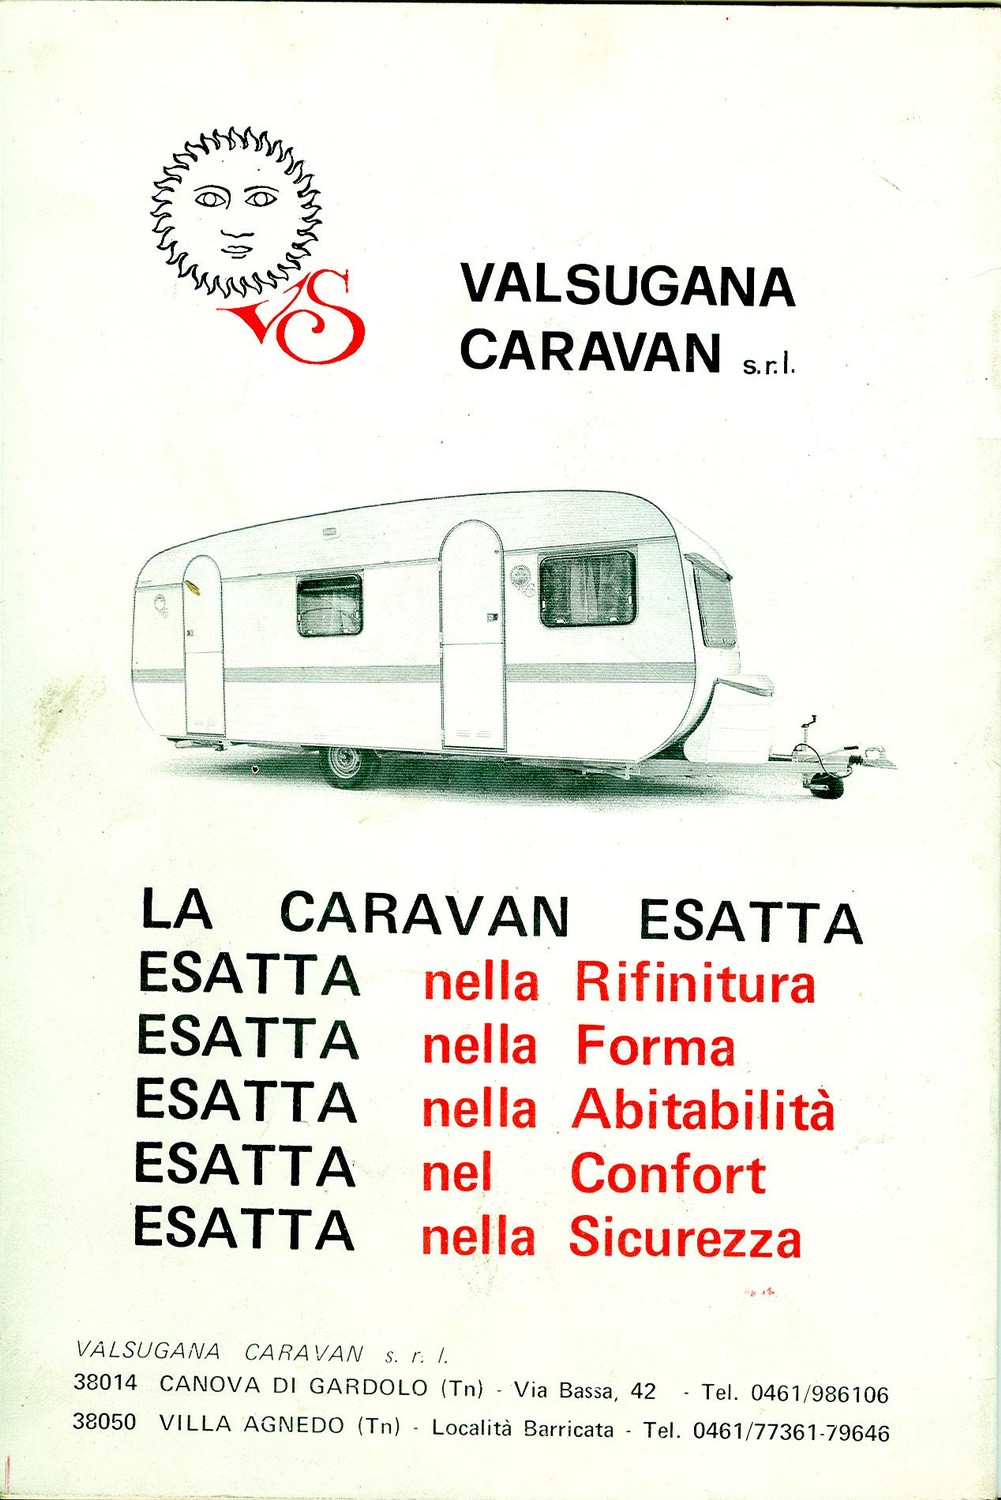 VS
VALSUGANA
CARAVAN s.r.l.
LA CARAVAN ESATTA
ESATTA nella Rifinitura
ESATTA nella Forma
ESATTA nella Abitabilità
ESATTA nel Confort
ESATTA nella Sicurezza
VALSUGANA CARAVAN s. r. l.
38014 CANOVA DI GARDOLO (Tn) - Via Bassa, 42 - Tel. 0461/986106
38050 VILLA AGNEDO (Tn) - Località Barricata - Tel. 0461/77361-79646